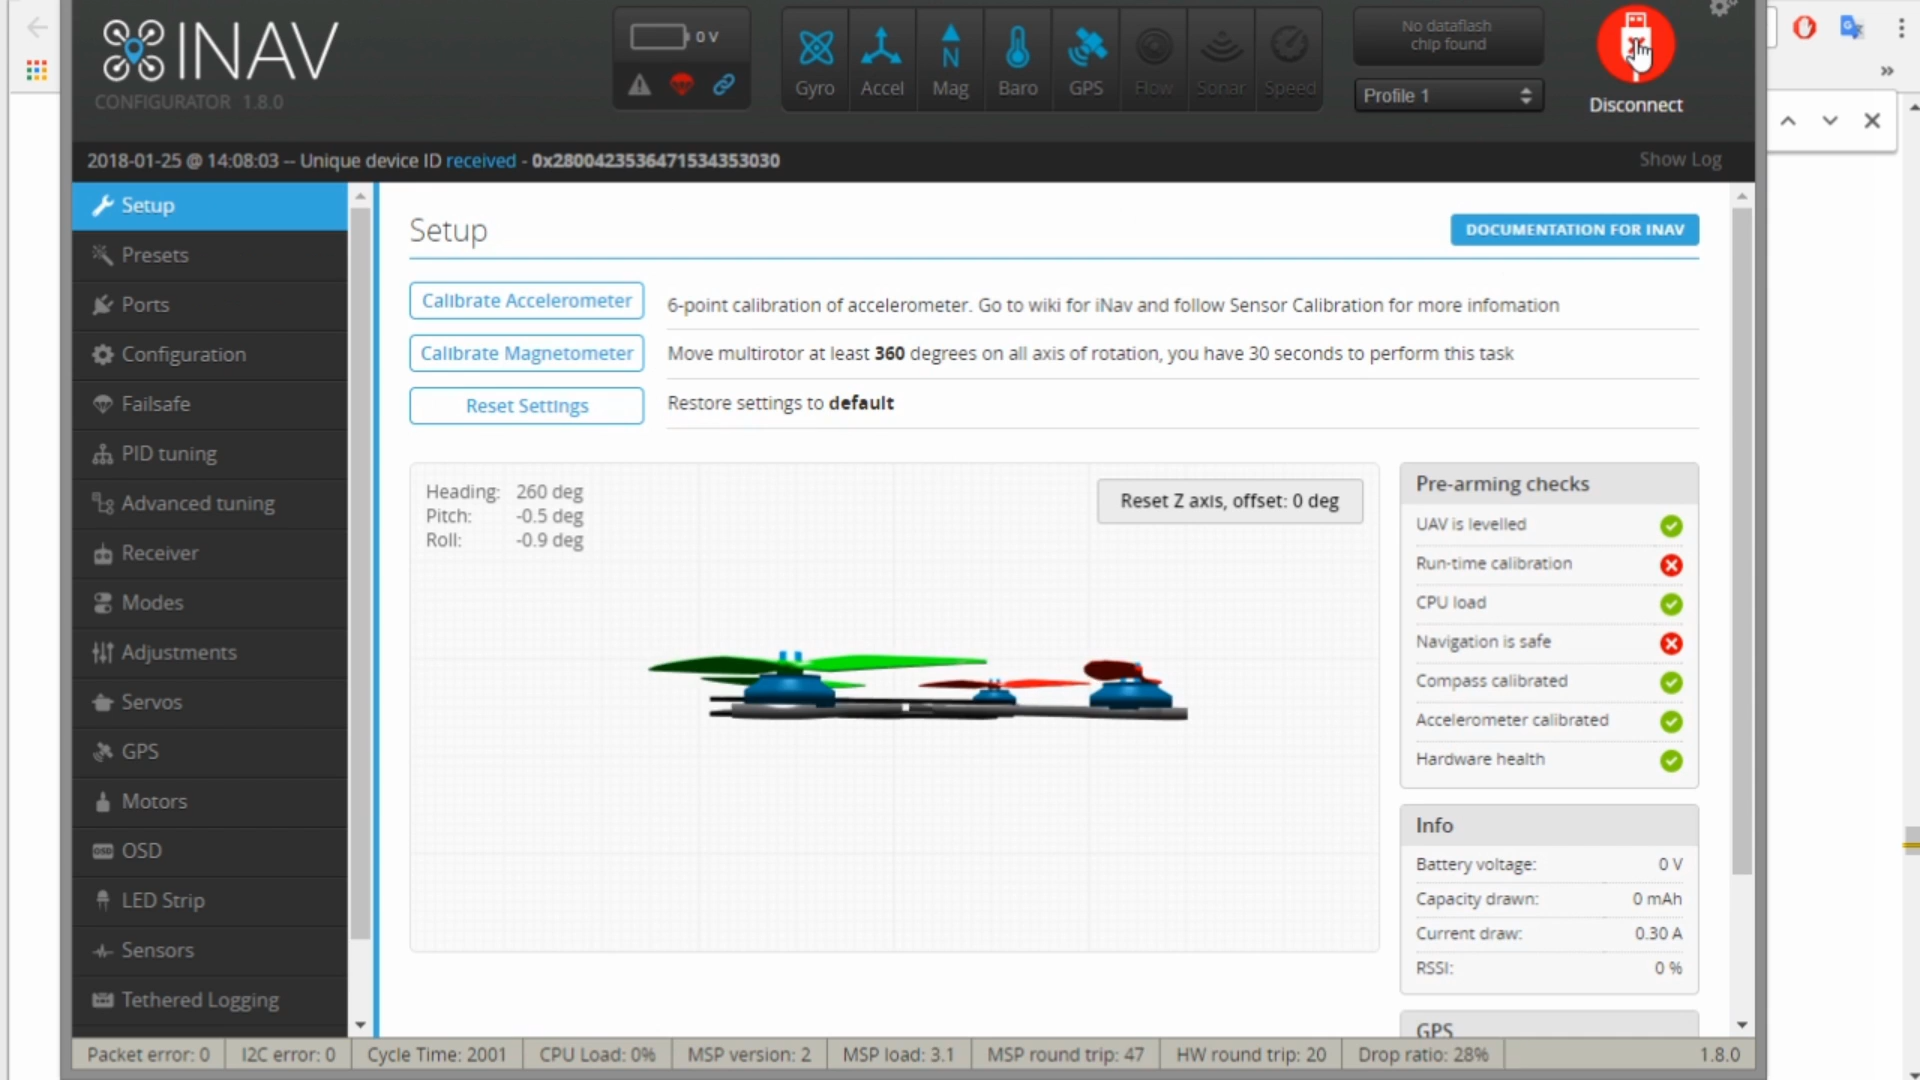 INAV
CONFIGURATOR 1.8.0
0 V
Gyro
Accel
Mag
Baro
GPS
Flow
Sonar
Speed
No dataflash
chip found
Profile 1
Disconnect
2018-01-25 @ 14:08:03 -- Unique device ID received - 0x2800423536471534353030
Show Log
Setup
Presets
Ports
Configuration
Failsafe
PID tuning
Advanced tuning
Receiver
Modes
Adjustments
Servos
GPS
Motors
OSD
LED Strip
Sensors
Tethered Logging
Setup
DOCUMENTATION FOR INAV
Calibrate Accelerometer
6-point calibration of accelerometer. Go to wiki for iNav and follow Sensor Calibration for more infomation
Calibrate Magnetometer
Move multirotor at least 360 degrees on all axis of rotation, you have 30 seconds to perform this task
Reset Settings
Restore settings to default
Heading: 260 deg
Pitch: -0.5 deg
Roll: -0.9 deg
Reset Z axis, offset: 0 deg
Pre-arming checks
UAV is levelled
Run-time calibration
CPU load
Navigation is safe
Compass calibrated
Accelerometer calibrated
Hardware health
Info
Battery voltage: 0 V
Capacity drawn: 0 mAh
Current draw: 0.30 A
RSSI: 0 %
GPS
Packet error: 0
I2C error: 0
Cycle Time: 2001
CPU Load: 0%
MSP version: 2
MSP load: 3.1
MSP round trip: 47
HW round trip: 20
Drop ratio: 28%
1.8.0